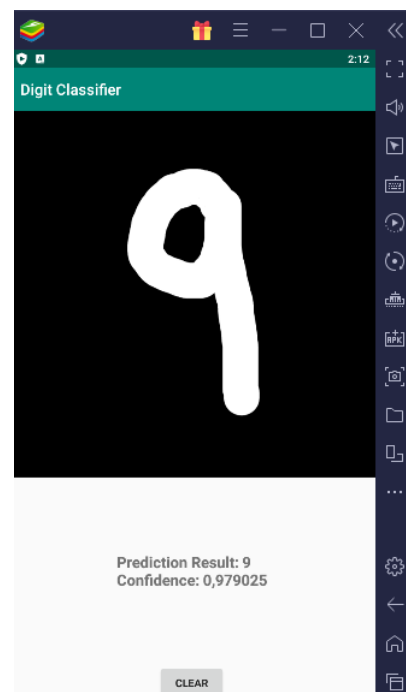 2:12
Digit Classifier
9
Prediction Result: 9
Confidence: 0,979025
CLEAR